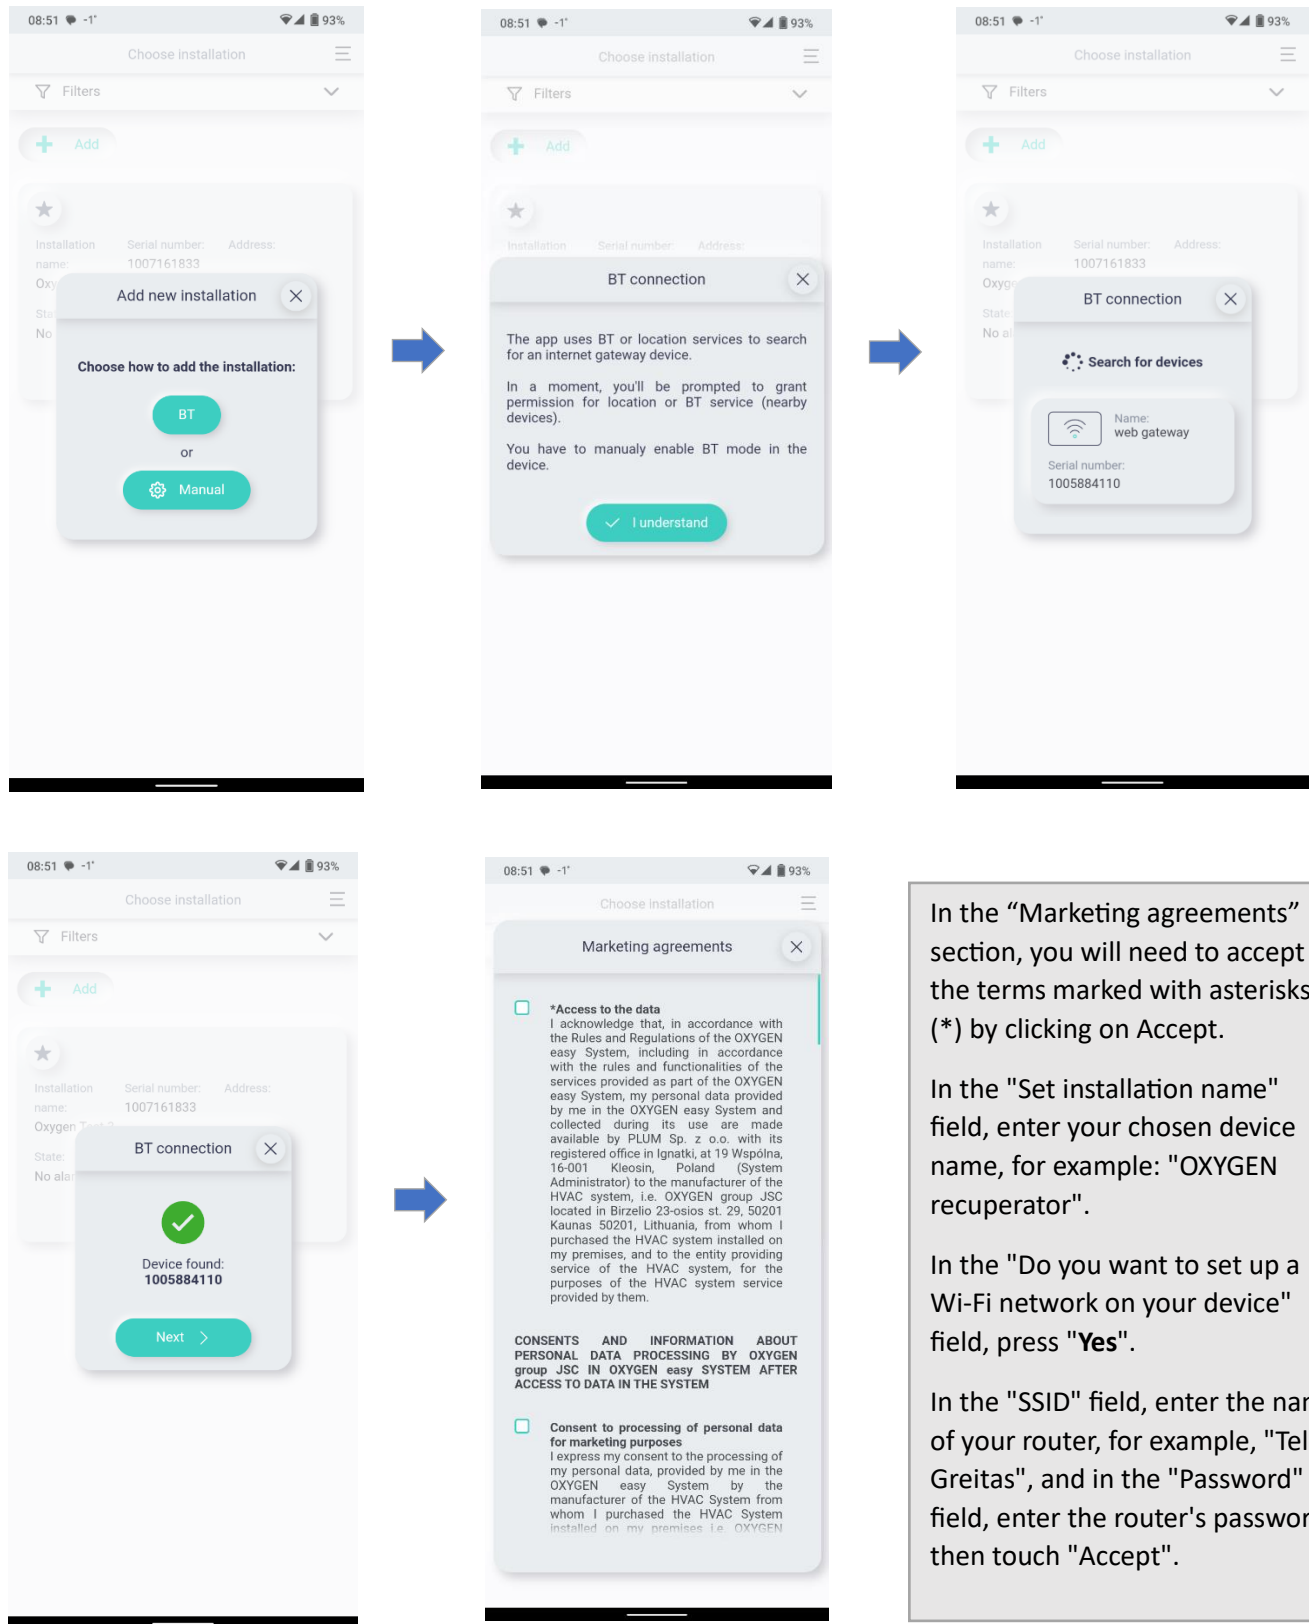 08:51 -1° 93%
Choose installation
Filters
Add
Installation name: Serial number: Address:
1007161833
No
Add new installation
Choose how to add the installation:
BT
or
Manual
08:51 -1° 93%
Choose installation
Filters
Add
Installation Serial number: Address:
BT connection
The app uses BT or location services to search
for an internet gateway device.
In a moment, you'll be prompted to grant
permission for location or BT service (nearby
devices).
You have to manualy enable BT mode in the
device.
I understand
08:51 -1° 93%
Choose installation
Filters
Add
Installation name: Serial number: Address:
1007161833
State
BT connection
Search for devices
Name:
web gateway
Serial number:
1005884110
08:51 -1° 93%
Choose installation
Filters
Add
Installation name: Serial number: Address:
1007161833
Oxygen
State:
BT connection
Device found:
1005884110
Next
08:51 -1° 93%
Choose installation
Marketing agreements
*Access to the data
I acknowledge that, in accordance with
the Rules and Regulations of the OXYGEN
easy System, including in accordance
with the rules and functionalities of the
services provided as part of the OXYGEN
easy System, my personal data provided
by me in the OXYGEN easy System and
collected during its use are made
available by PLUM Sp. z o.o. with its
registered office in Ignatki, at 19 Wspólna,
16-001 Kleosin, Poland (System
Administrator) to the manufacturer of the
HVAC system, i.e. OXYGEN group JSC
located in Birzelio 23-osios st. 29, 50201
Kaunas 50201, Lithuania, from whom I
purchased the HVAC system installed on
my premises, and to the entity providing
service of the HVAC system, for the
purposes of the HVAC system service
provided by them.
CONSENTS AND INFORMATION ABOUT
PERSONAL DATA PROCESSING BY OXYGEN
group JSC IN OXYGEN easy SYSTEM AFTER
ACCESS TO DATA IN THE SYSTEM
Consent to processing of personal data
for marketing purposes
I express my consent to the processing of
my personal data, provided by me in the
OXYGEN easy System by the
manufacturer of the HVAC System from
whom I purchased the HVAC System
installed on my premises i.e. OXYGEN
In the “Marketing agreements”
section, you will need to accept
the terms marked with asterisks
(*) by clicking on Accept.
In the "Set installation name"
field, enter your chosen device
name, for example: "OXYGEN
recuperator".
In the "Do you want to set up a
Wi-Fi network on your device"
field, press "Yes".
In the "SSID" field, enter the
of your router, for example,
Greitas", and in the "Password"
field, enter the router's
then touch "Accept".